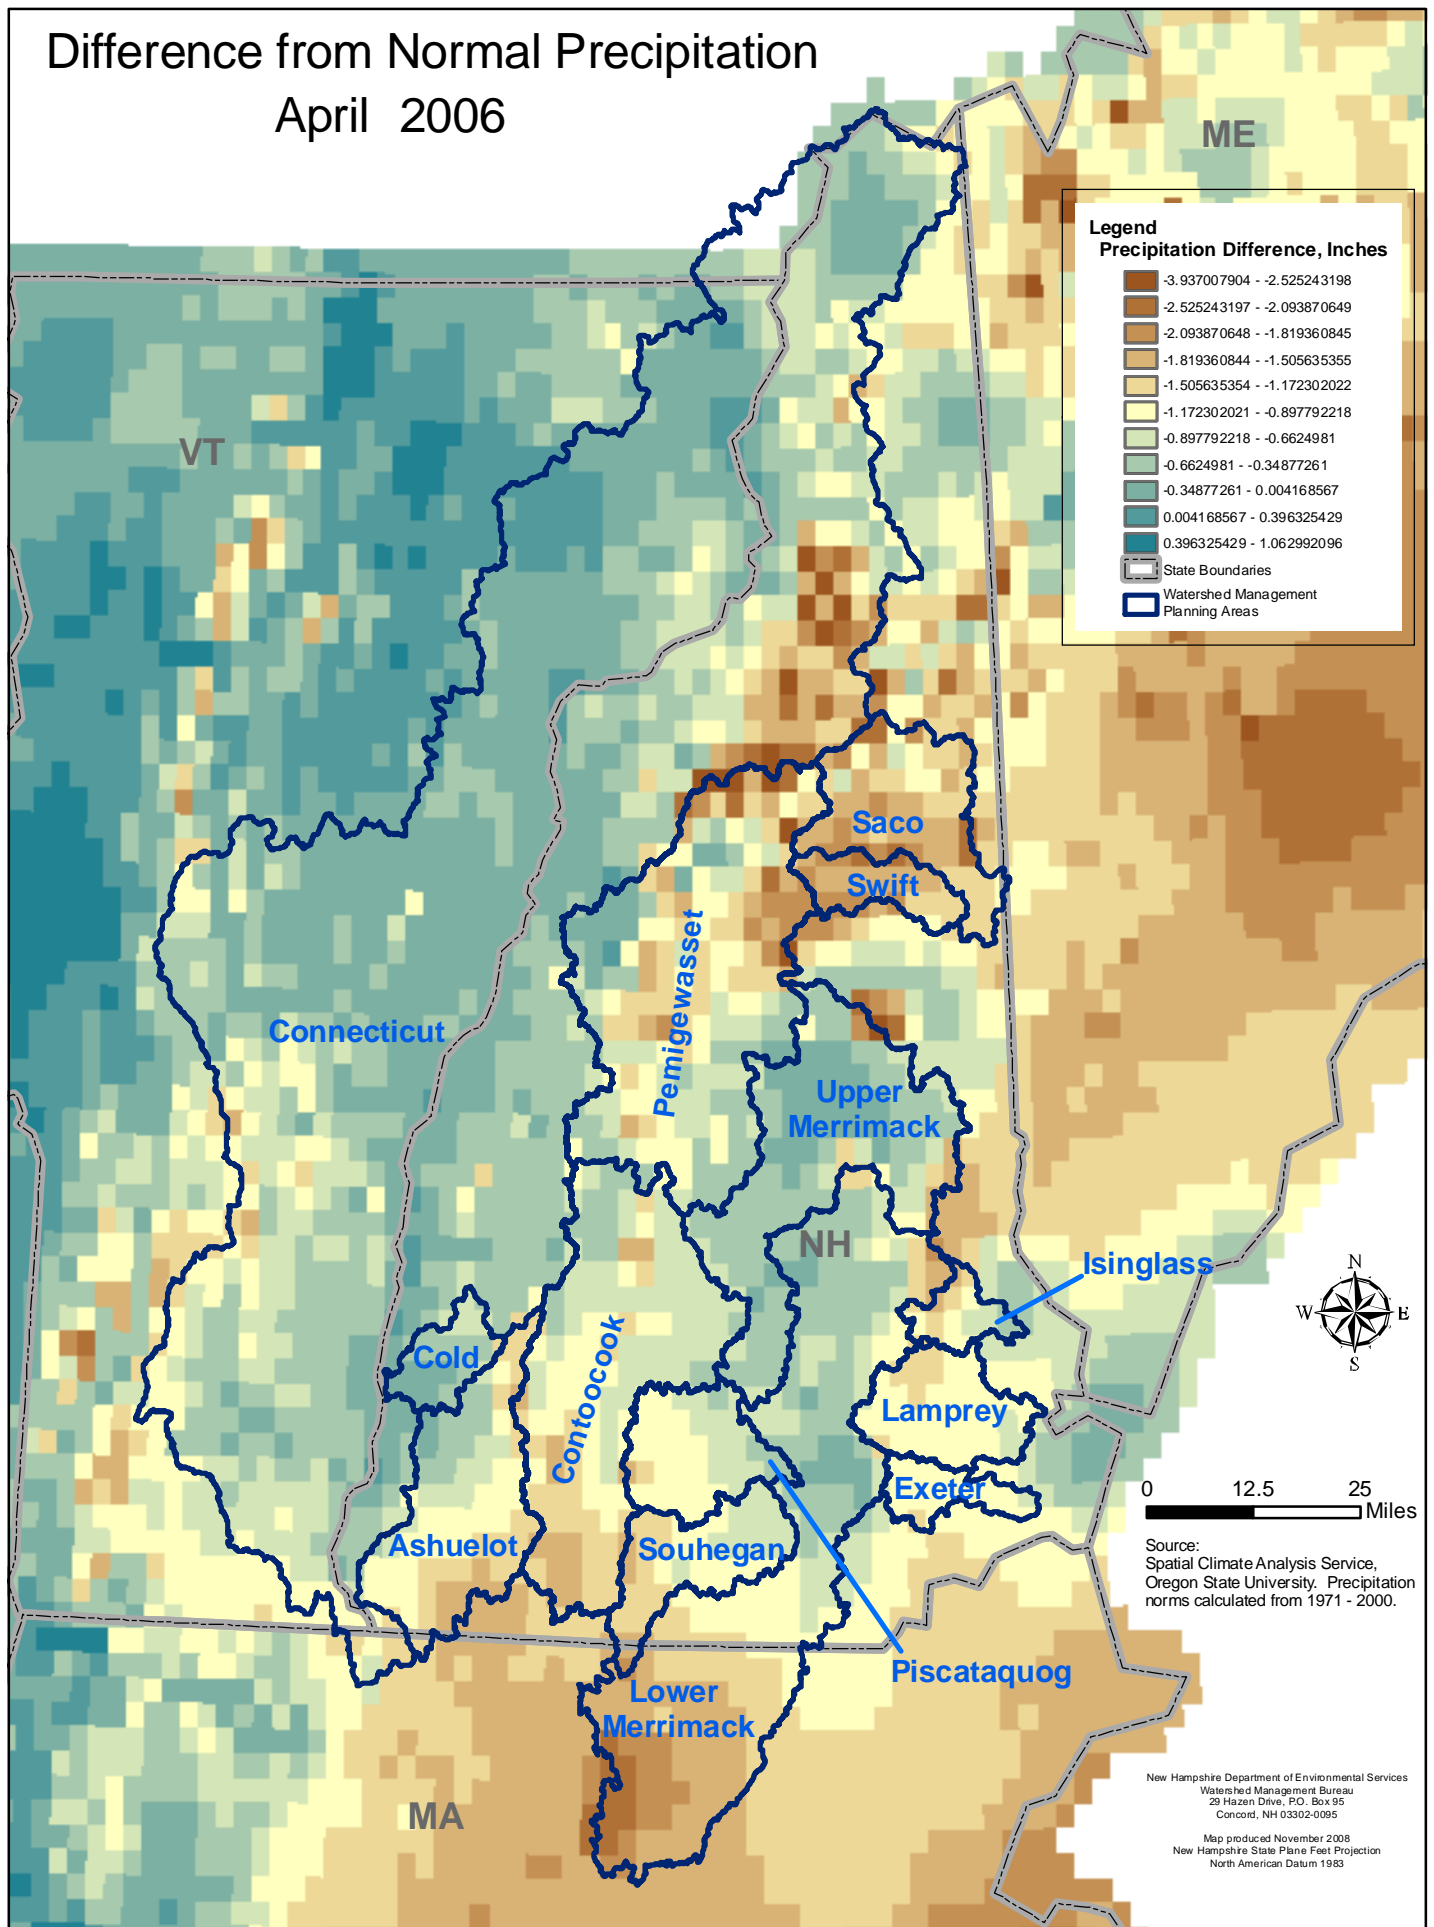 Difference from Normal Precipitation
April 2006
ME
Legend
Precipitation Difference, Inches
-3.937007904 - -2.525243198
-2.525243197 - -2.093870649
-2.093870648 - -1.819360845
-1.819360844 - -1.505635355
-1.505635354 - -1.172302022
-1.172302021 - -0.897792218
-0.897792218 - -0.6624981
-0.6624981 - -0.34877261
-0.34877261 - 0.004168567
0.004168567 - 0.396325429
0.396325429 - 1.062992096
State Boundaries
Watershed Management
Planning Areas
VT
Saco
Swift
Pemigewasset
Connecticut
Upper
Merrimack
NH
Isinglass
N
W E
S
Cold
Contoocook
Lamprey
Exeter
Ashuelot
Souhegan
Piscataquog
Lower
Merrimack
MA
0 12.5 25
Miles
Source:
Spatial Climate Analysis Service,
Oregon State University. Precipitation
norms calculated from 1971 - 2000.
New Hampshire Department of Environmental Services
Watershed Management Bureau
29 Hazen Drive, P.O. Box 95
Concord, NH 03302-0095
Map produced November 2008
New Hampshire State Plane Feet Projection
North American Datum 1983